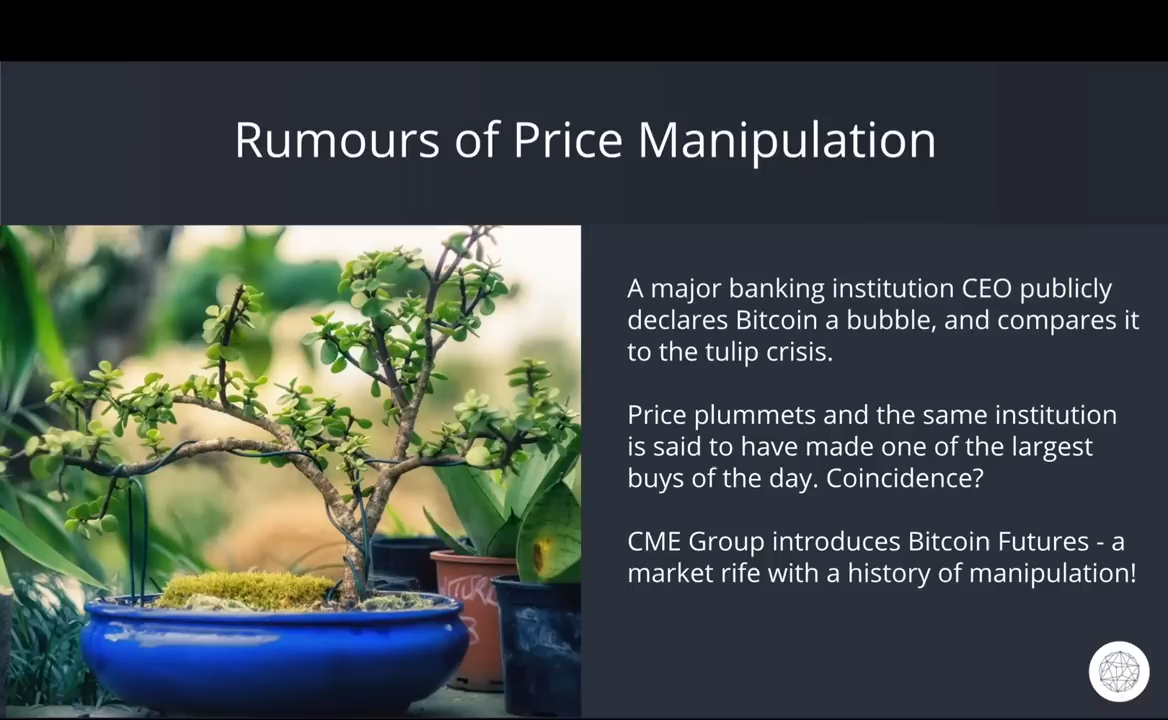 Rumours of Price Manipulation
A major banking institution CEO publicly
declares Bitcoin a bubble, and compares it
to the tulip crisis.
Price plummets and the same institution
is said to have made one of the largest
buys of the day. Coincidence?
CME Group introduces Bitcoin Futures - a
market rife with a history of manipulation!